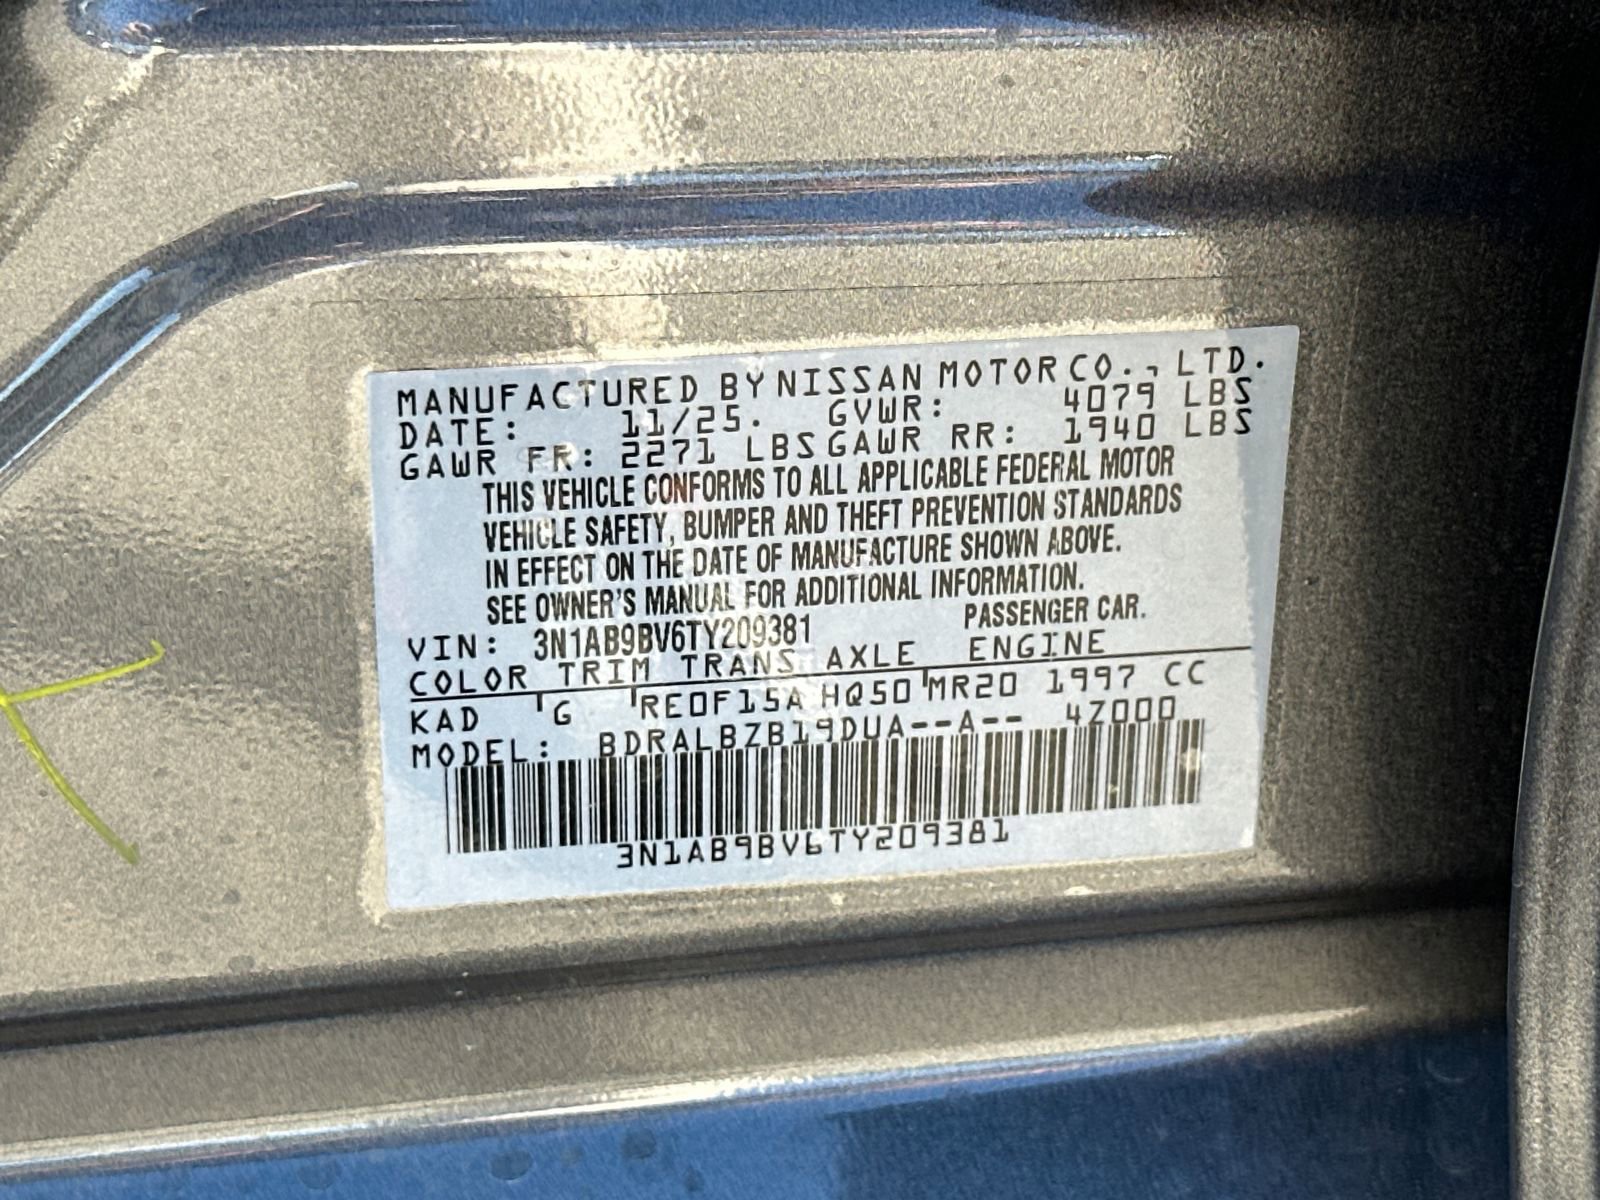 MANUFACTURED BY NISSAN MOTOR CO., LTD.
DATE: 11/25. GVWR: 4079 LBS
GAWR FR: 2271 LBS GAWR RR: 1940 LBS
THIS VEHICLE CONFORMS TO ALL APPLICABLE FEDERAL MOTOR
VEHICLE SAFETY, BUMPER AND THEFT PREVENTION STANDARDS
IN EFFECT ON THE DATE OF MANUFACTURE SHOWN ABOVE.
SEE OWNER'S MANUAL FOR ADDITIONAL INFORMATION.
VIN: 3N1AB9BV6TY209381 PASSENGER CAR.
COLOR TRIM TRANS AXLE ENGINE
KAD G RE0F15A HQ50 MR20 1997 CC
MODEL: BDRALBZB19DUA--A-- 4Z000
3N1AB9BV6TY209381